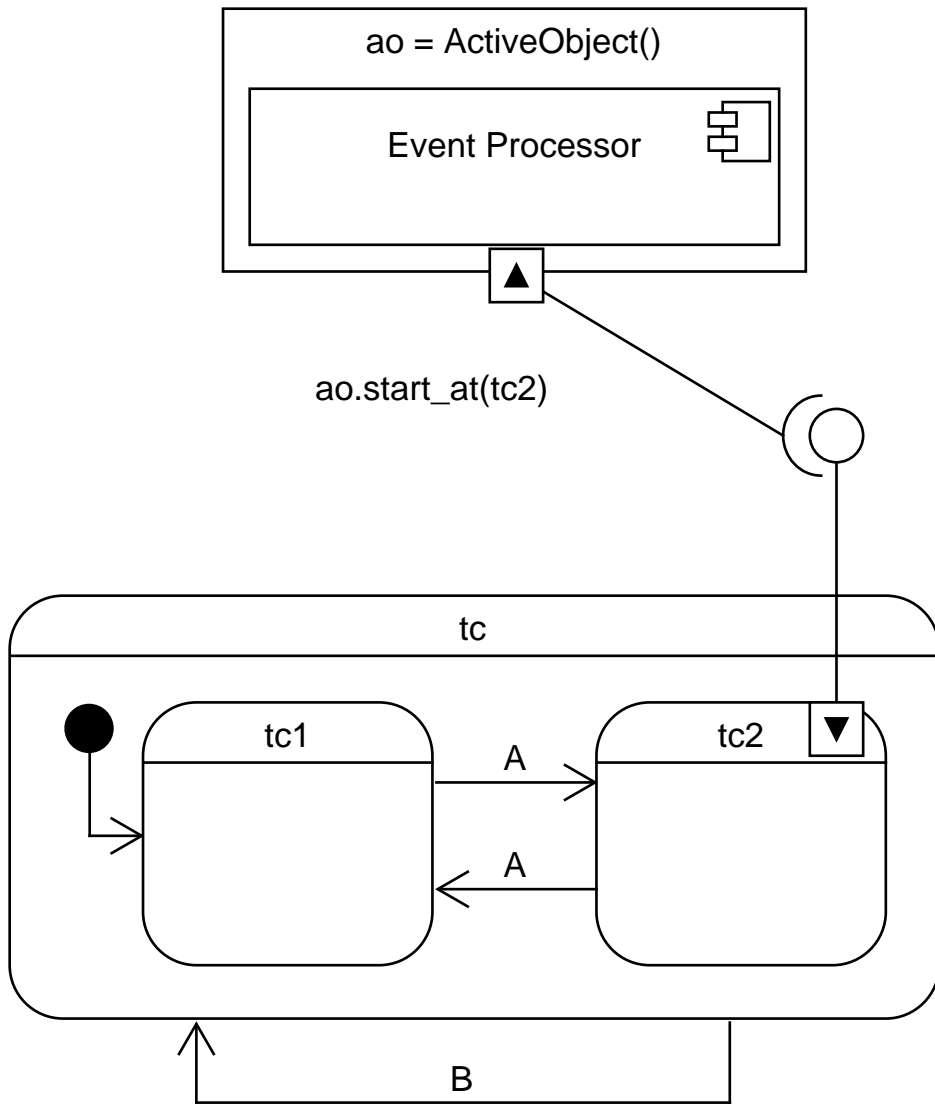 ao = ActiveObject()
Event Processor
ao.start_at(tc2)
tc
tc1
tc2
A
A
B